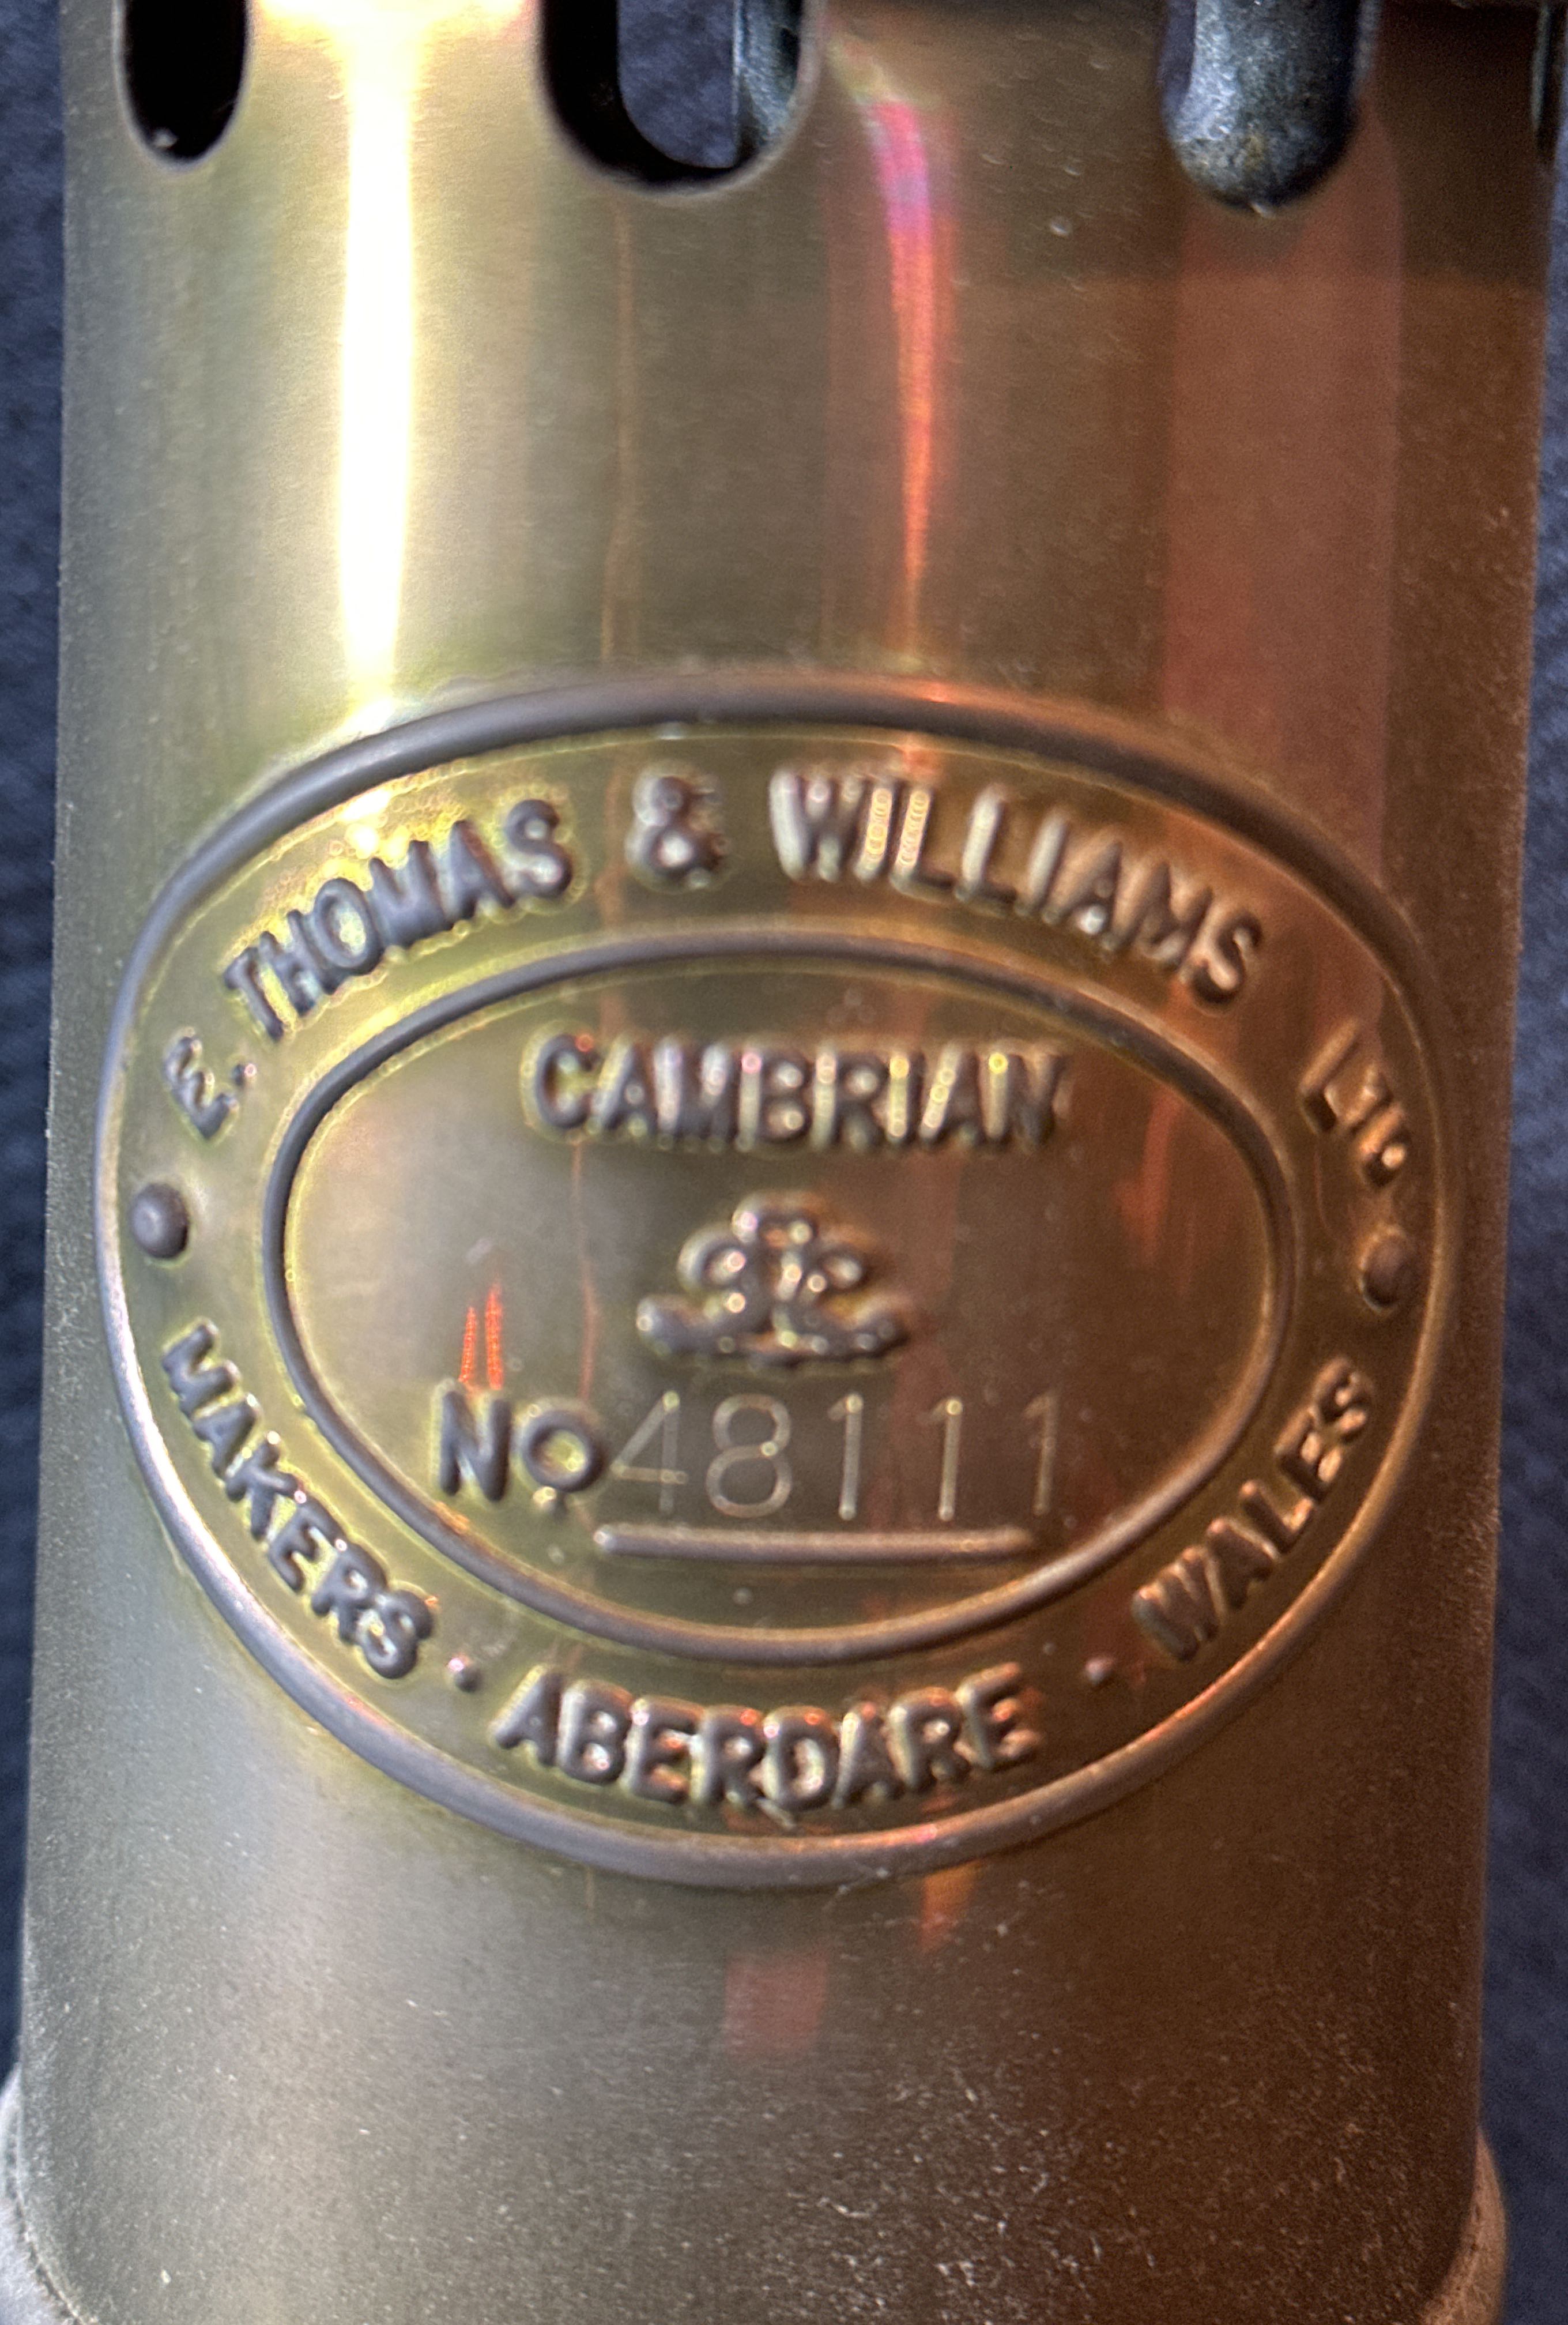 E. THOMAS & WILLIAMS LTD.
CAMBRIAN
No 48111
MAKERS · ABERDARE · WALES